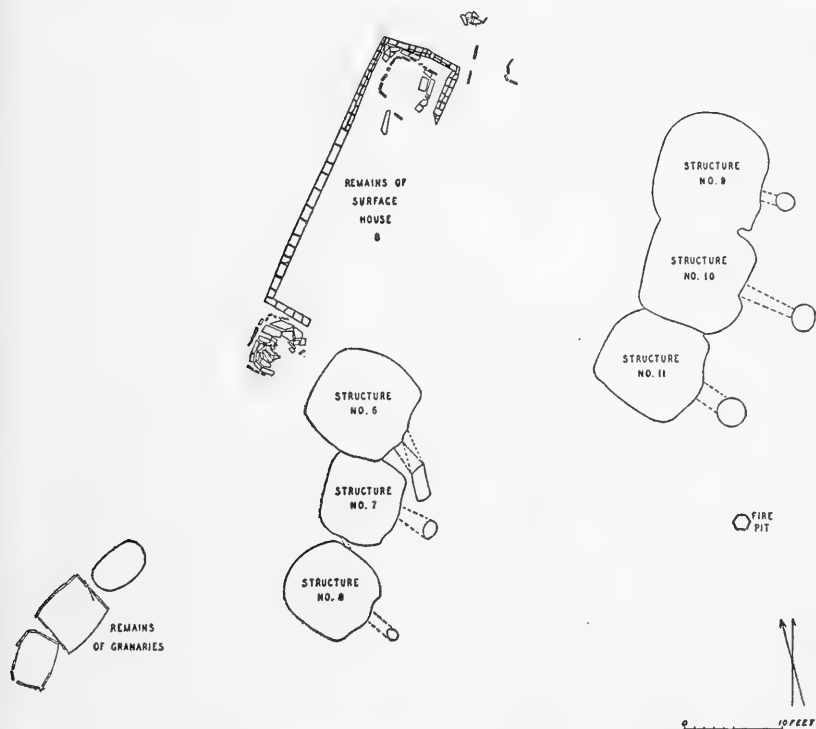 REMAINS OF
SURFACE
HOUSE
8
STRUCTURE
NO. 9
STRUCTURE
NO. 10
STRUCTURE
NO. 11
STRUCTURE
NO. 6
STRUCTURE
NO. 7
STRUCTURE
NO. 8
FIRE
PIT
REMAINS
OF GRANARIES
0 10 FEET